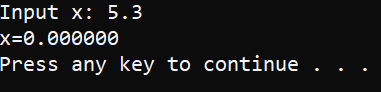 Input x: 5.3
x=0.000000
Press any key to continue . . .